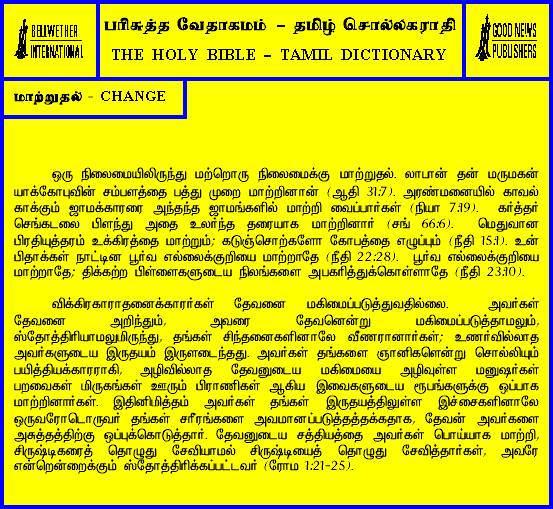 BELLWETHER
INTERNATIONAL
பரிசுத்த வேதாகமம் – தமிழ் சொல்லகராதி
THE HOLY BIBLE – TAMIL DICTIONARY
GOOD NEWS
PUBLISHERS
மாற்றுதல் - CHANGE
ஒரு நிலைமையிலிருந்து மற்றொரு நிலைமைக்கு மாற்றுதல். லாபான் தன் மருமகன்
யாக்கோபுவின் சம்பளத்தை பத்து முறை மாற்றினான் (ஆதி 31:7). அரண்மனையில் காவல்
காக்கும் ஜாமக்காரரை அந்தந்த ஜாமங்களில் மாற்றி வைப்பார்கள் (நியா 7:19). கர்த்தர்
செங்கடலை பிளந்து அதை உலர்ந்த தரையாக மாற்றினார் (சங் 66:6). மெதுவான
பிரதியுத்தரம் உக்கிரத்தை மாற்றும்; கடுஞ்சொற்களோ கோபத்தை எழுப்பும் (நீதி 15:1). உன்
பிதாக்கள் நாட்டின பூர்வ எல்லைக்குறியை மாற்றாதே (நீதி 22:28). பூர்வ எல்லைக்குறியை
மாற்றாதே; திக்கற்ற பிள்ளைகளுடைய நிலங்களை அபகரித்துக்கொள்ளாதே (நீதி 23:10).
விக்கிரகாராதனைக்காரர்கள் தேவனை மகிமைப்படுத்துவதில்லை. அவர்கள்
தேவனை அறிந்தும், அவரை தேவனென்று மகிமைப்படுத்தாமலும்,
ஸ்தோத்திரியாமலுமிருந்து, தங்கள் சிந்தனைகளினாலே வீணரானார்கள்; உணர்வில்லாத
அவர்களுடைய இருதயம் இருளடைந்தது. அவர்கள் தங்களை ஞானிகளென்று சொல்லியும்
பயித்தியக்காரராகி, அழிவில்லாத தேவனுடைய மகிமையை அழிவுள்ள மனுஷர்கள்
பறவைகள் மிருகங்கள் ஊரும் பிராணிகள் ஆகிய இவைகளுடைய ரூபங்களுக்கு ஒப்பாக
மாற்றினார்கள். இதினிமித்தம் அவர்கள் தங்கள் இருதயத்திலுள்ள இச்சைகளினாலே
ஒருவரோடொருவர் தங்கள் சரீரங்களை அவமானப்படுத்தத்தக்கதாக, தேவன் அவர்களை
அசுத்தத்திற்கு ஒப்புக்கொடுத்தார். தேவனுடைய சத்தியத்தை அவர்கள் பொய்யாக மாற்றி,
சிருஷ்டிகரைத் தொழுது சேவியாமல் சிருஷ்டியைத் தொழுது சேவித்தார்கள், அவரே
என்றென்றைக்கும் ஸ்தோத்திரிக்கப்பட்டவர் (ரோம 1:21-25).